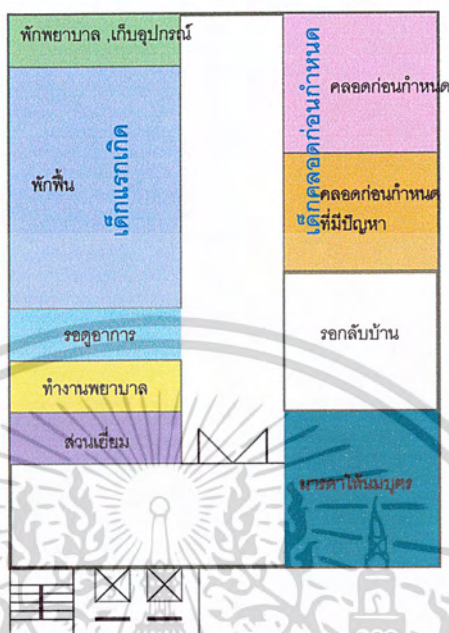 พักพยาบาล ,เก็บอุปกรณ์
พักฟื้น
เด็กแรกเกิด
รอดูอาการ
ทำงานพยาบาล
ส่วนเยี่ยม
เด็กคลอดก่อนกำหนด
คลอดก่อนกำหนด
คลอดก่อนกำหนด
ที่มีปัญหา
รอกลับบ้าน
มารดาให้นมบุตร